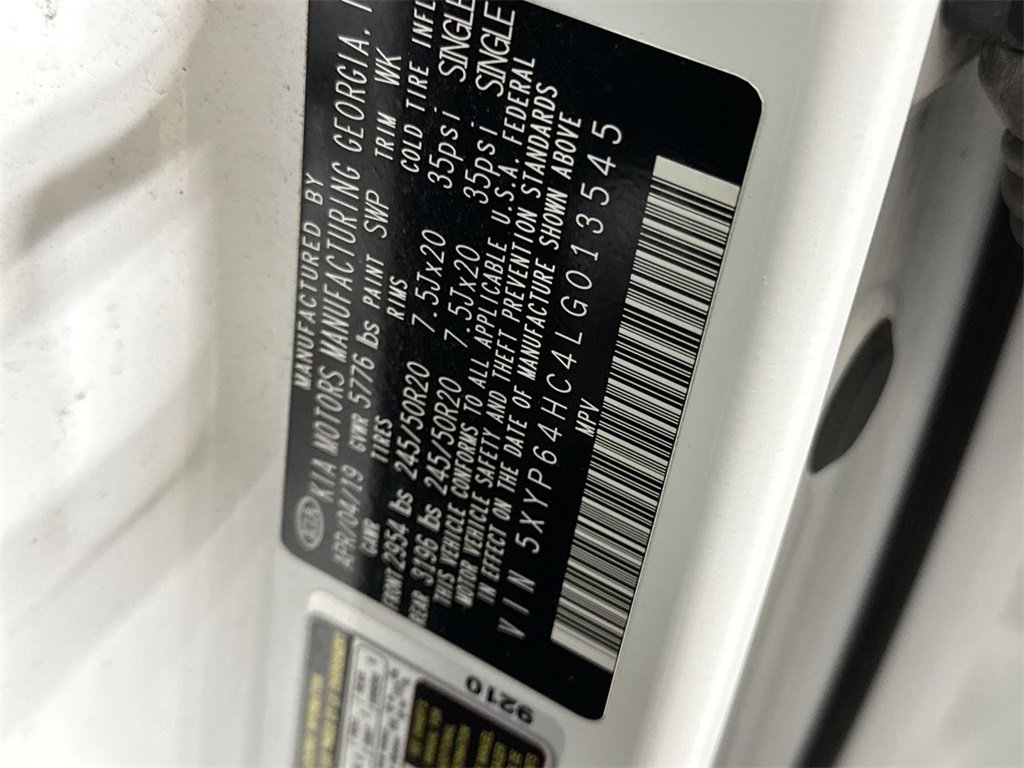 MANUFACTURED BY
KIA KIA MOTORS MANUFACTURING GEORGIA, I
APR/04/19 GVWR 5776 lbs PAINT SWP TRIM WK
GAWR TIRES RIMS COLD TIRE INFL
FRONT 2954 lbs 245/50R20 7.5Jx20 35psi SINGLE
REAR 3196 lbs 245/50R20 7.5Jx20 35psi SINGLE
THIS VEHICLE CONFORMS TO ALL APPLICABLE U.S.A. FEDERAL
MOTOR VEHICLE SAFETY AND THEFT PREVENTION STANDARDS
IN EFFECT ON THE DATE OF MANUFACTURE SHOWN ABOVE
VIN 5XYP64HC4LG013545
MPV
9210